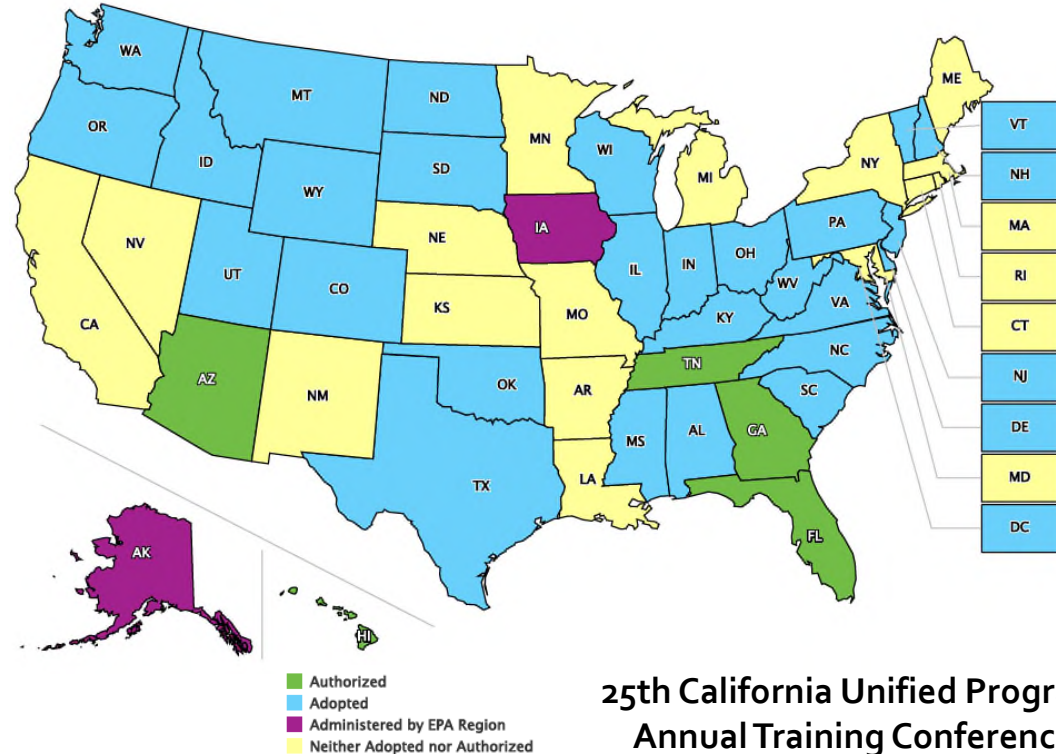 WA
MT
ND
MN
ME
OR
ID
SD
WI
MI
NY
VT
WY
NH
NV
NE
IA
PA
MA
UT
CO
IL
IN
OH
WV
VA
RI
CA
KS
MO
KY
CT
AZ
NM
OK
AR
TN
NC
NJ
SC
DE
MS
AL
GA
TX
LA
MD
FL
DC
AK
HI
Authorized
Adopted
Administered by EPA Region
Neither Adopted nor Authorized
25th California Unified Progr
Annual Training Conferenc